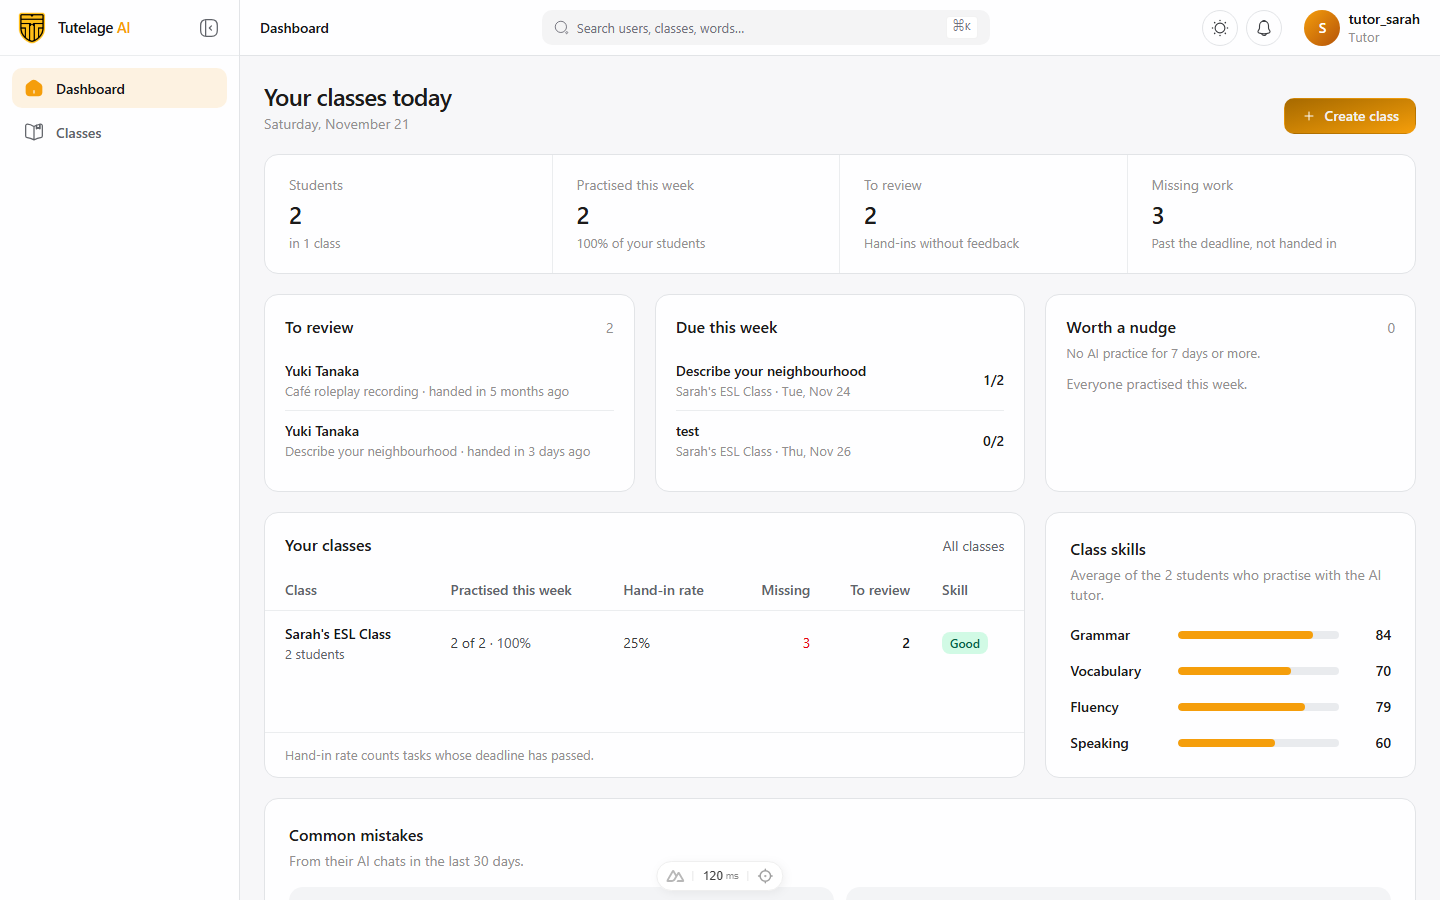 Tutelage AI
Dashboard
Search users, classes, words...
⌘K
S
tutor_sarah
Tutor
Dashboard
Classes
Your classes today
Saturday, November 21
+ Create class
Students
2
in 1 class
Practised this week
2
100% of your students
To review
2
Hand-ins without feedback
Missing work
3
Past the deadline, not handed in
To review 2
Yuki Tanaka
Café roleplay recording · handed in 5 months ago
Yuki Tanaka
Describe your neighbourhood · handed in 3 days ago
Due this week
Describe your neighbourhood
Sarah's ESL Class · Tue, Nov 24
1/2
test
Sarah's ESL Class · Thu, Nov 26
0/2
Worth a nudge 0
No AI practice for 7 days or more.
Everyone practised this week.
Your classes All classes
Class Practised this week Hand-in rate Missing To review Skill
Sarah's ESL Class
2 students
2 of 2 · 100% 25% 3 2 Good
Hand-in rate counts tasks whose deadline has passed.
Class skills
Average of the 2 students who practise with the AI
tutor.
Grammar 84
Vocabulary 70
Fluency 79
Speaking 60
Common mistakes
From their AI chats in the last 30 days.
120 ms